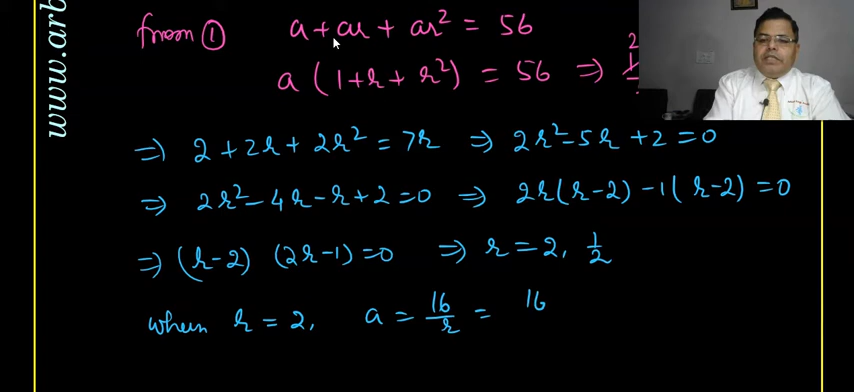 from ① a + ar + ar² = 56
a (1 + r + r²) = 56 ⇒
⇒ 2 + 2r + 2r² = 7r ⇒ 2r² - 5r + 2 = 0
⇒ 2r² - 4r - r + 2 = 0 ⇒ 2r(r-2) - 1(r-2) = 0
⇒ (r-2) (2r-1) = 0 ⇒ r = 2, 1/2
when r = 2, a = 16/r = 16
www.arb